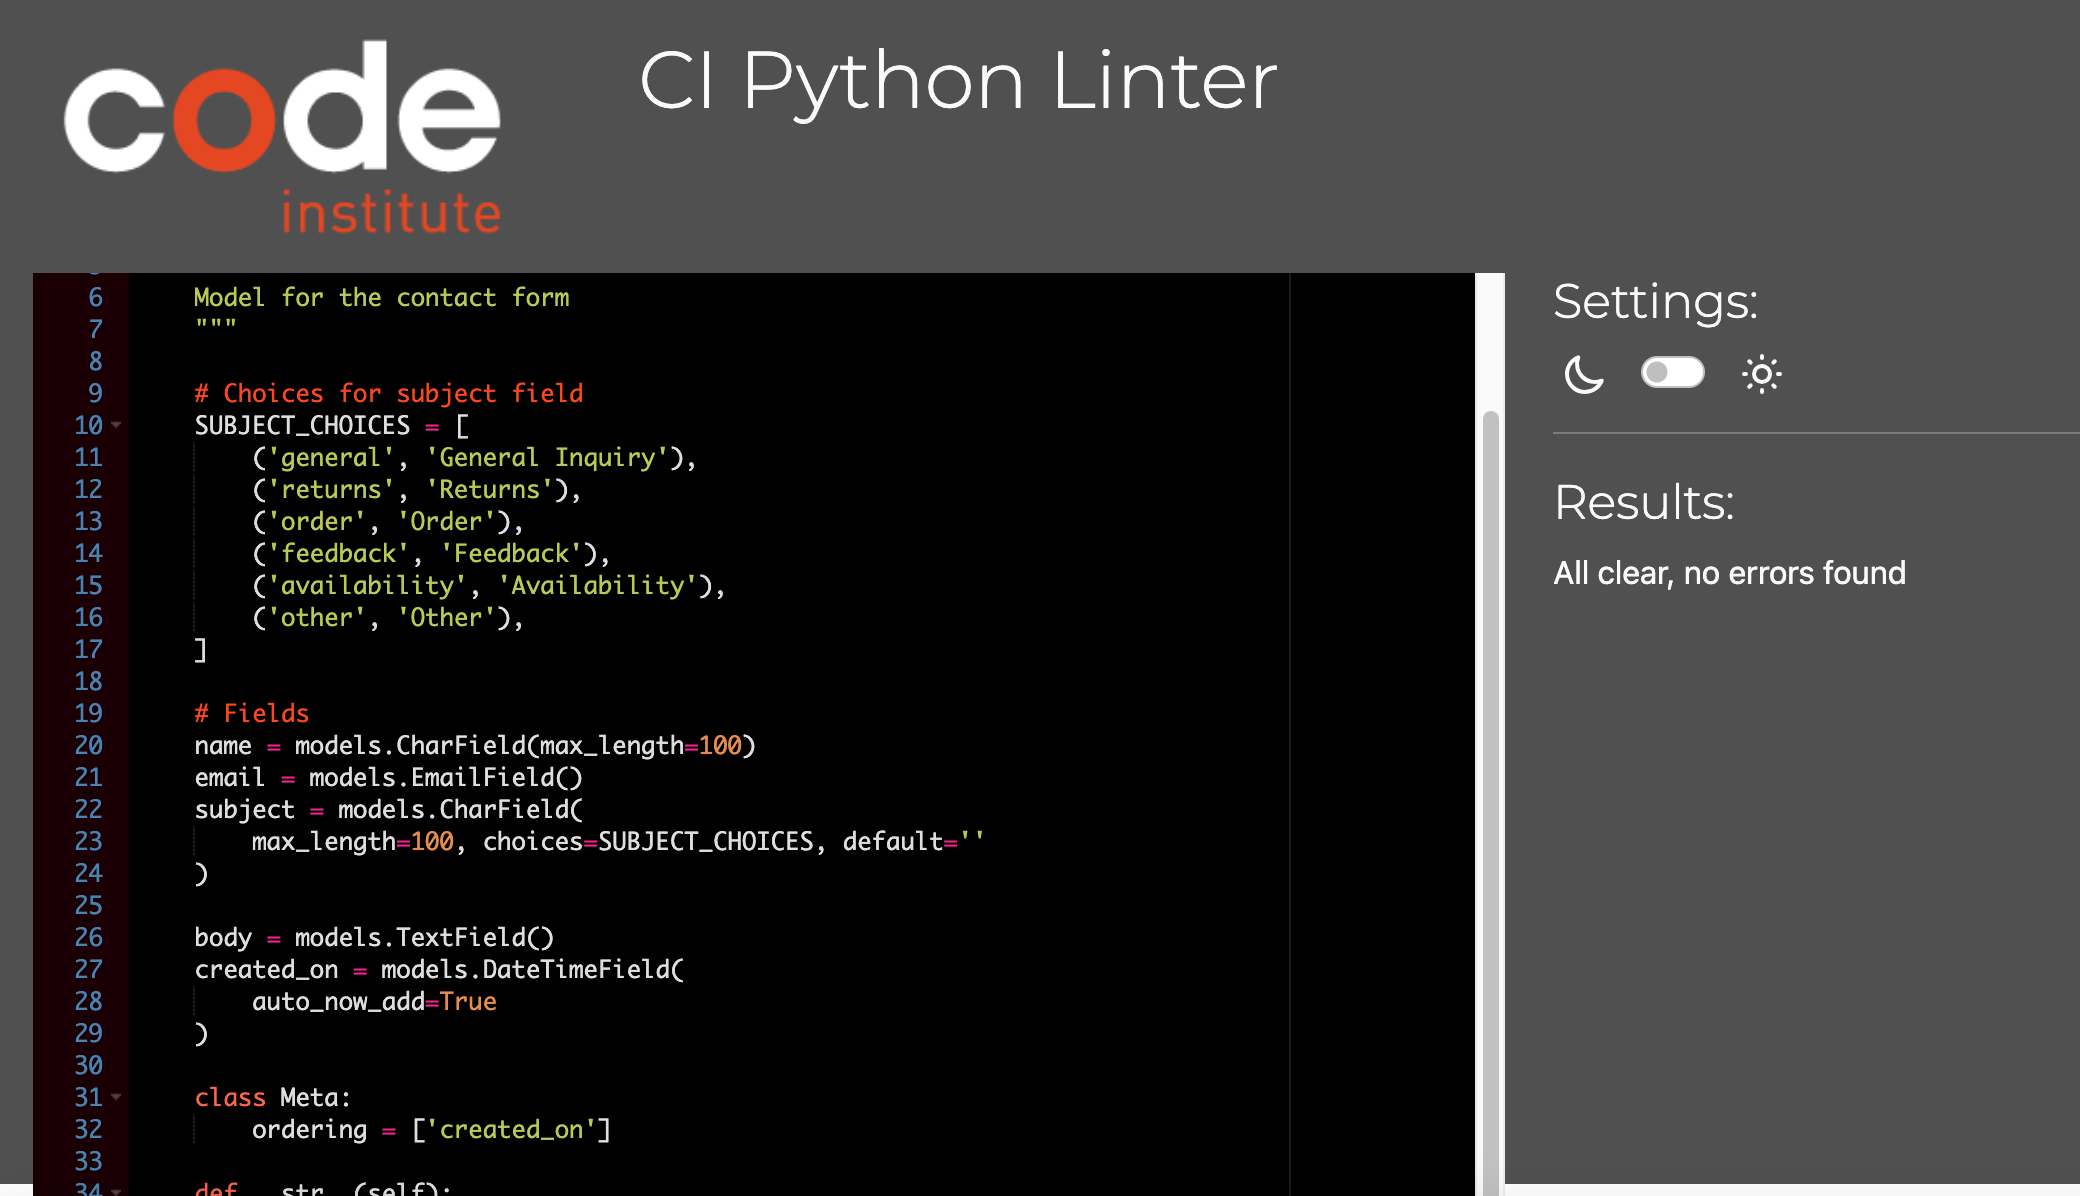 code
institute
CI Python Linter
6 Model for the contact form
7 """
8
9 # Choices for subject field
10 SUBJECT_CHOICES = [
11 ('general', 'General Inquiry'),
12 ('returns', 'Returns'),
13 ('order', 'Order'),
14 ('feedback', 'Feedback'),
15 ('availability', 'Availability'),
16 ('other', 'Other'),
17 ]
18
19 # Fields
20 name = models.CharField(max_length=100)
21 email = models.EmailField()
22 subject = models.CharField(
23 max_length=100, choices=SUBJECT_CHOICES, default=''
24 )
25
26 body = models.TextField()
27 created_on = models.DateTimeField(
28 auto_now_add=True
29 )
30
31 class Meta:
32 ordering = ['created_on']
33
34 def __str__(self):
Settings:
Results:
All clear, no errors found